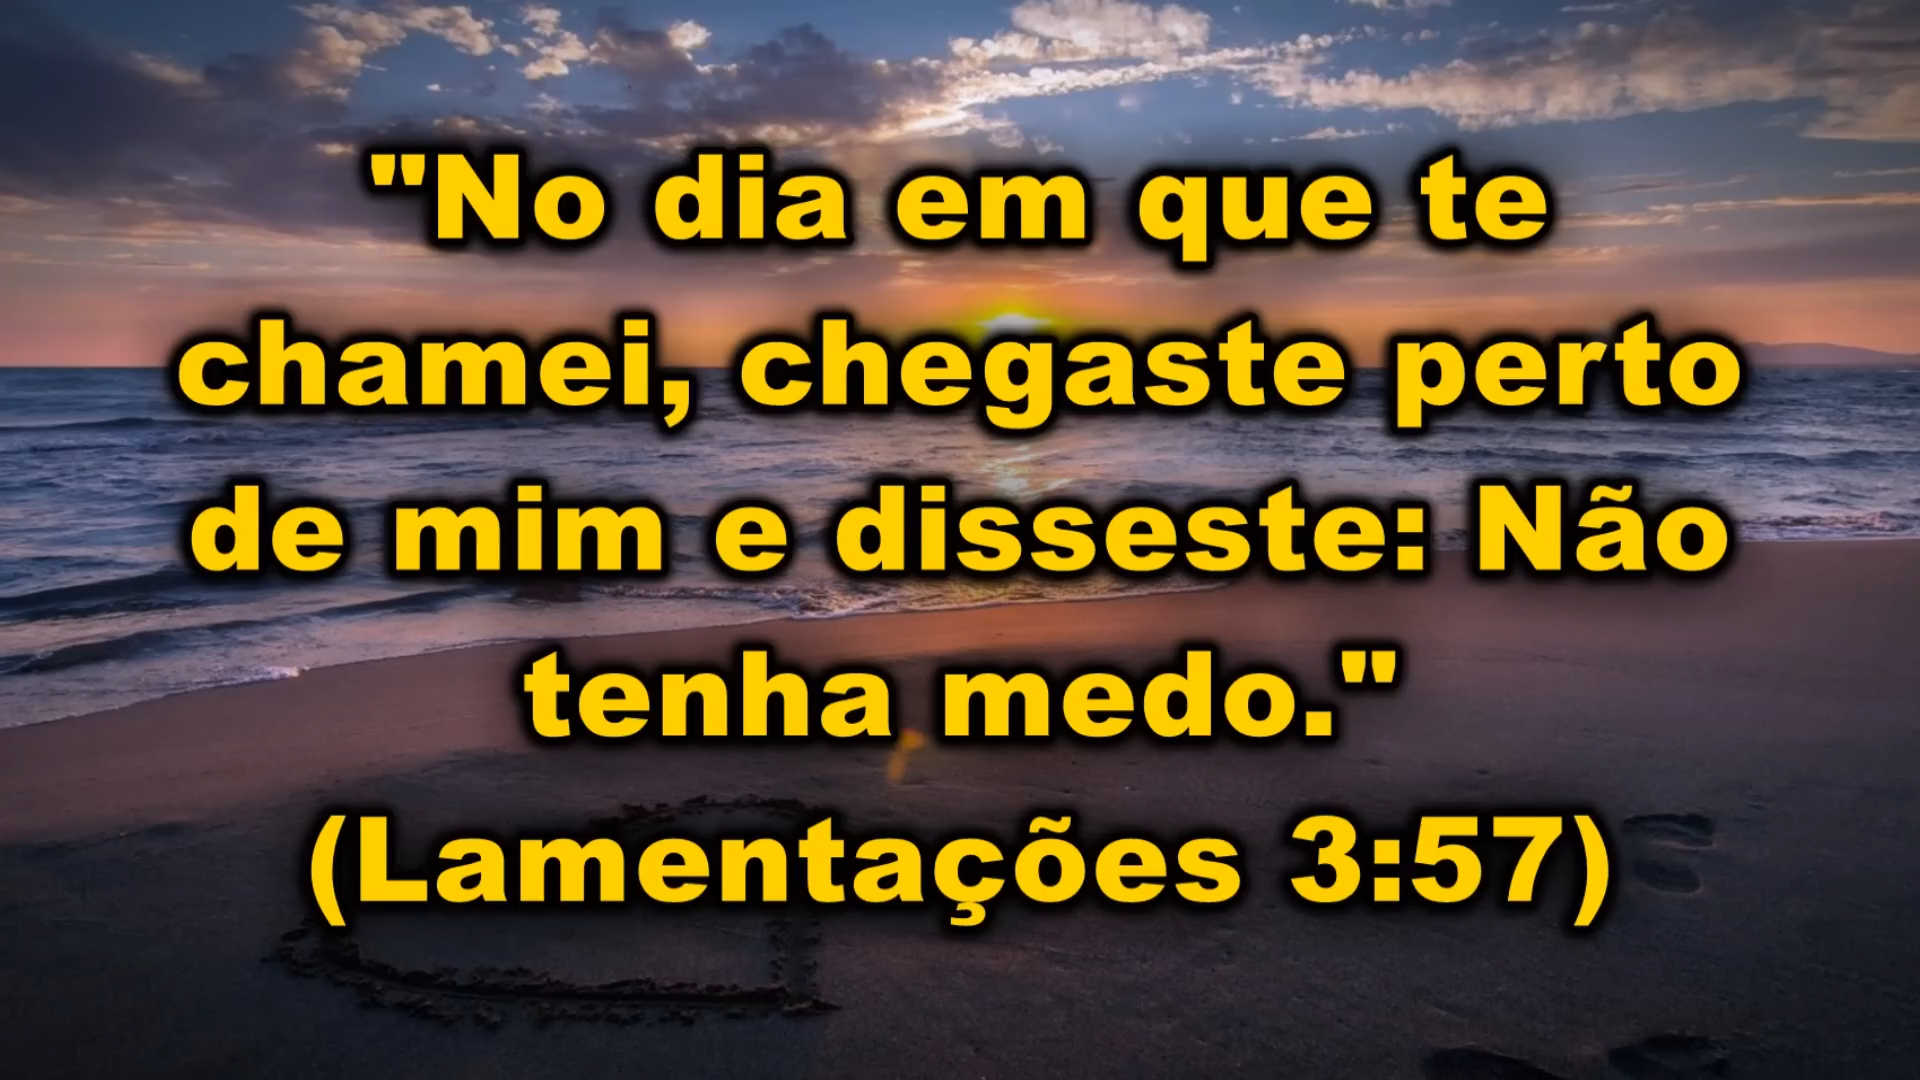 "No dia em que te
chamei, chegaste perto
de mim e disseste: Não
tenha medo."
(Lamentações 3:57)